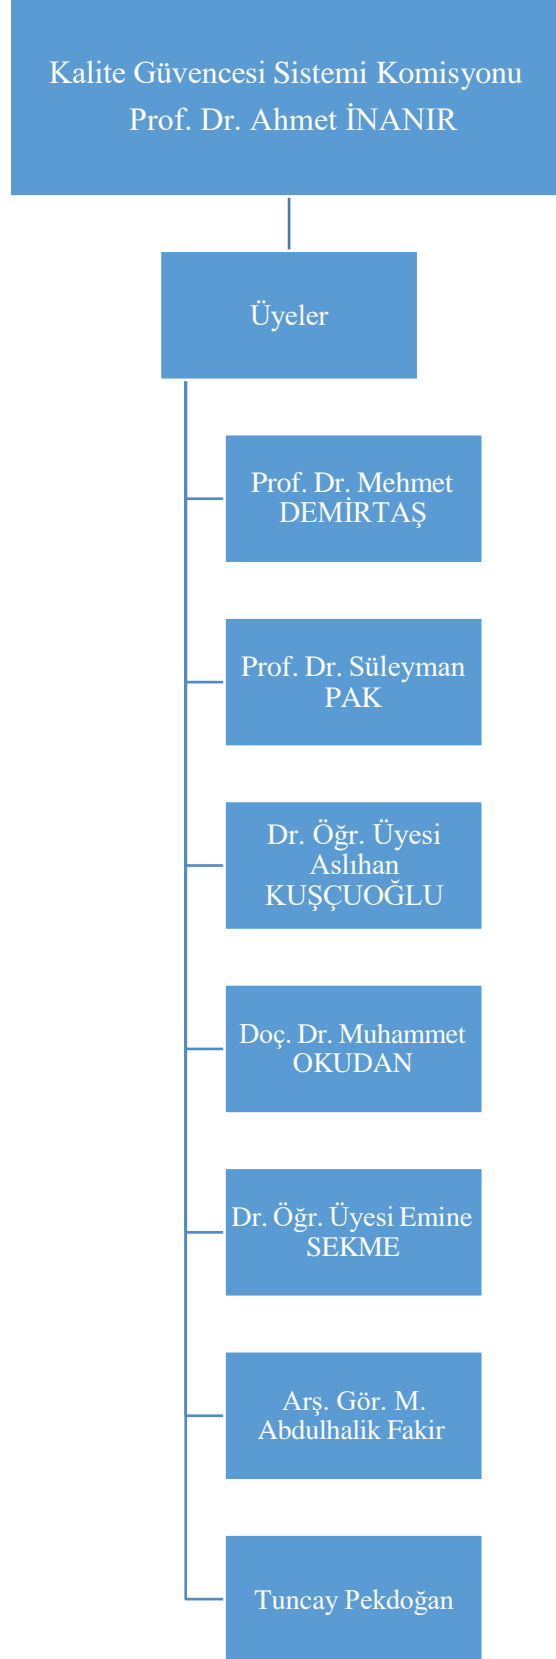 Kalite Güvencesi Sistemi Komisyonu
Prof. Dr. Ahmet İNANIR
Üyeler
Prof. Dr. Mehmet
DEMİRTAŞ
Prof. Dr. Süleyman
PAK
Dr. Öğr. Üyesi
Aslıhan
KUŞÇUOĞLU
Doç. Dr. Muhammet
OKUDAN
Dr. Öğr. Üyesi Emine
SEKME
Arş. Gör. M.
Abdulhalik Fakir
Tuncay Pekdoğan